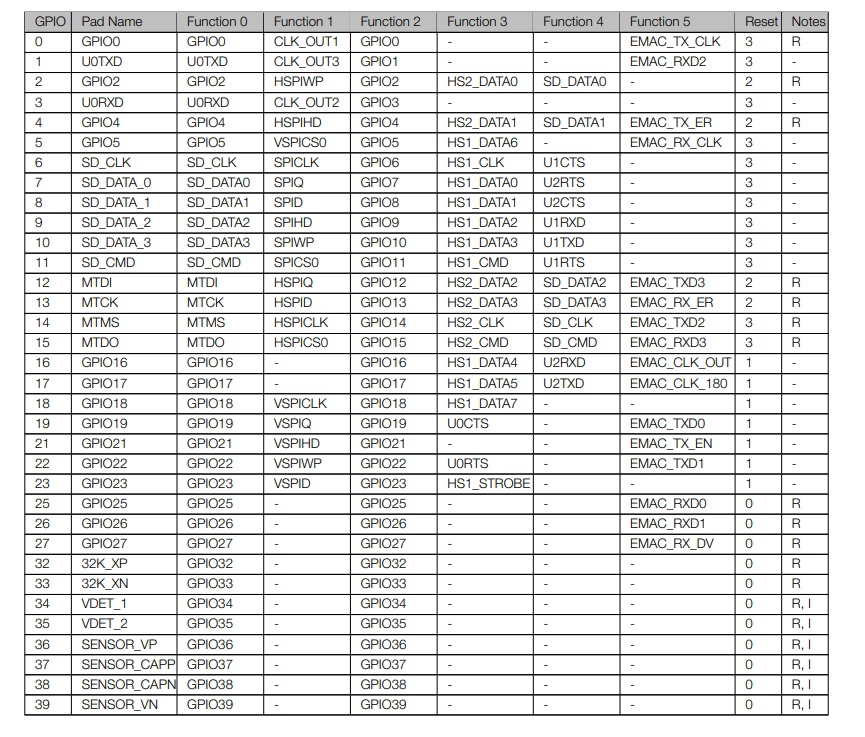 GPIO Pad Name Function 0 Function 1 Function 2 Function 3 Function 4 Function 5 Reset Notes
0 GPIO0 GPIO0 CLK_OUT1 GPIO0 - - EMAC_TX_CLK 3 R
1 U0TXD U0TXD CLK_OUT3 GPIO1 - - EMAC_RXD2 3 -
2 GPIO2 GPIO2 HSPIWP GPIO2 HS2_DATA0 SD_DATA0 - 2 R
3 U0RXD U0RXD CLK_OUT2 GPIO3 - - - 3 -
4 GPIO4 GPIO4 HSPIHD GPIO4 HS2_DATA1 SD_DATA1 EMAC_TX_ER 2 R
5 GPIO5 GPIO5 VSPICS0 GPIO5 HS1_DATA6 - EMAC_RX_CLK 3 -
6 SD_CLK SD_CLK SPICLK GPIO6 HS1_CLK U1CTS - 3 -
7 SD_DATA_0 SD_DATA0 SPIQ GPIO7 HS1_DATA0 U2RTS - 3 -
8 SD_DATA_1 SD_DATA1 SPID GPIO8 HS1_DATA1 U2CTS - 3 -
9 SD_DATA_2 SD_DATA2 SPIHD GPIO9 HS1_DATA2 U1RXD - 3 -
10 SD_DATA_3 SD_DATA3 SPIWP GPIO10 HS1_DATA3 U1TXD - 3 -
11 SD_CMD SD_CMD SPICS0 GPIO11 HS1_CMD U1RTS - 3 -
12 MTDI MTDI HSPIQ GPIO12 HS2_DATA2 SD_DATA2 EMAC_TXD3 2 R
13 MTCK MTCK HSPID GPIO13 HS2_DATA3 SD_DATA3 EMAC_RX_ER 2 R
14 MTMS MTMS HSPICLK GPIO14 HS2_CLK SD_CLK EMAC_TXD2 3 R
15 MTDO MTDO HSPICS0 GPIO15 HS2_CMD SD_CMD EMAC_RXD3 3 R
16 GPIO16 GPIO16 - GPIO16 HS1_DATA4 U2RXD EMAC_CLK_OUT 1 -
17 GPIO17 GPIO17 - GPIO17 HS1_DATA5 U2TXD EMAC_CLK_180 1 -
18 GPIO18 GPIO18 VSPICLK GPIO18 HS1_DATA7 - - 1 -
19 GPIO19 GPIO19 VSPIQ GPIO19 U0CTS - EMAC_TXD0 1 -
21 GPIO21 GPIO21 VSPIHD GPIO21 - - EMAC_TX_EN 1 -
22 GPIO22 GPIO22 VSPIWP GPIO22 U0RTS - EMAC_TXD1 1 -
23 GPIO23 GPIO23 VSPID GPIO23 HS1_STROBE - - 1 -
25 GPIO25 GPIO25 - GPIO25 - - EMAC_RXD0 0 R
26 GPIO26 GPIO26 - GPIO26 - - EMAC_RXD1 0 R
27 GPIO27 GPIO27 - GPIO27 - - EMAC_RX_DV 0 R
32 32K_XP GPIO32 - GPIO32 - - - 0 R
33 32K_XN GPIO33 - GPIO33 - - - 0 R
34 VDET_1 GPIO34 - GPIO34 - - - 0 R, I
35 VDET_2 GPIO35 - GPIO35 - - - 0 R, I
36 SENSOR_VP GPIO36 - GPIO36 - - - 0 R, I
37 SENSOR_CAPP GPIO37 - GPIO37 - - - 0 R, I
38 SENSOR_CAPN GPIO38 - GPIO38 - - - 0 R, I
39 SENSOR_VN GPIO39 - GPIO39 - - - 0 R, I